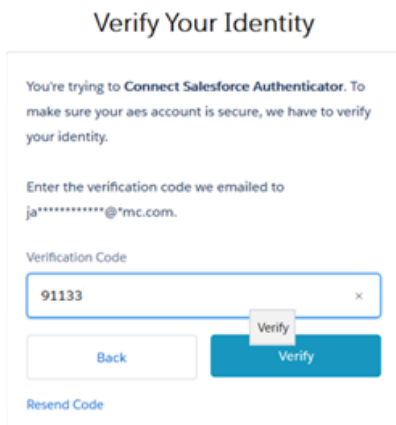 Verify Your Identity
You're trying to Connect Salesforce Authenticator. To
make sure your aes account is secure, we have to verify
your identity.
Enter the verification code we emailed to
ja************@*mc.com.
Verification Code
91133 ×
Verify
Back Verify
Resend Code